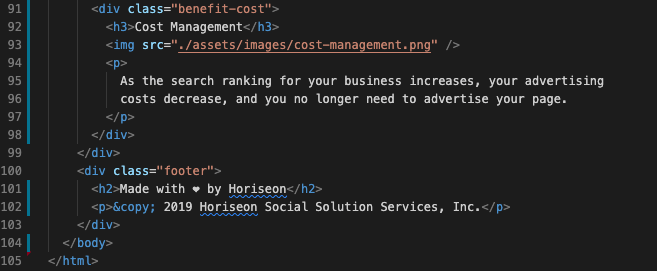 91 <div class="benefit-cost">
92 <h3>Cost Management</h3>
93 <img src="./assets/images/cost-management.png" />
94 <p>
95 As the search ranking for your business increases, your advertising
96 costs decrease, and you no longer need to advertise your page.
97 </p>
98 </div>
99 </div>
100 <div class="footer">
101 <h2>Made with ❤ by Horiseon</h2>
102 <p>&copy; 2019 Horiseon Social Solution Services, Inc.</p>
103 </div>
104 </body>
105 </html>